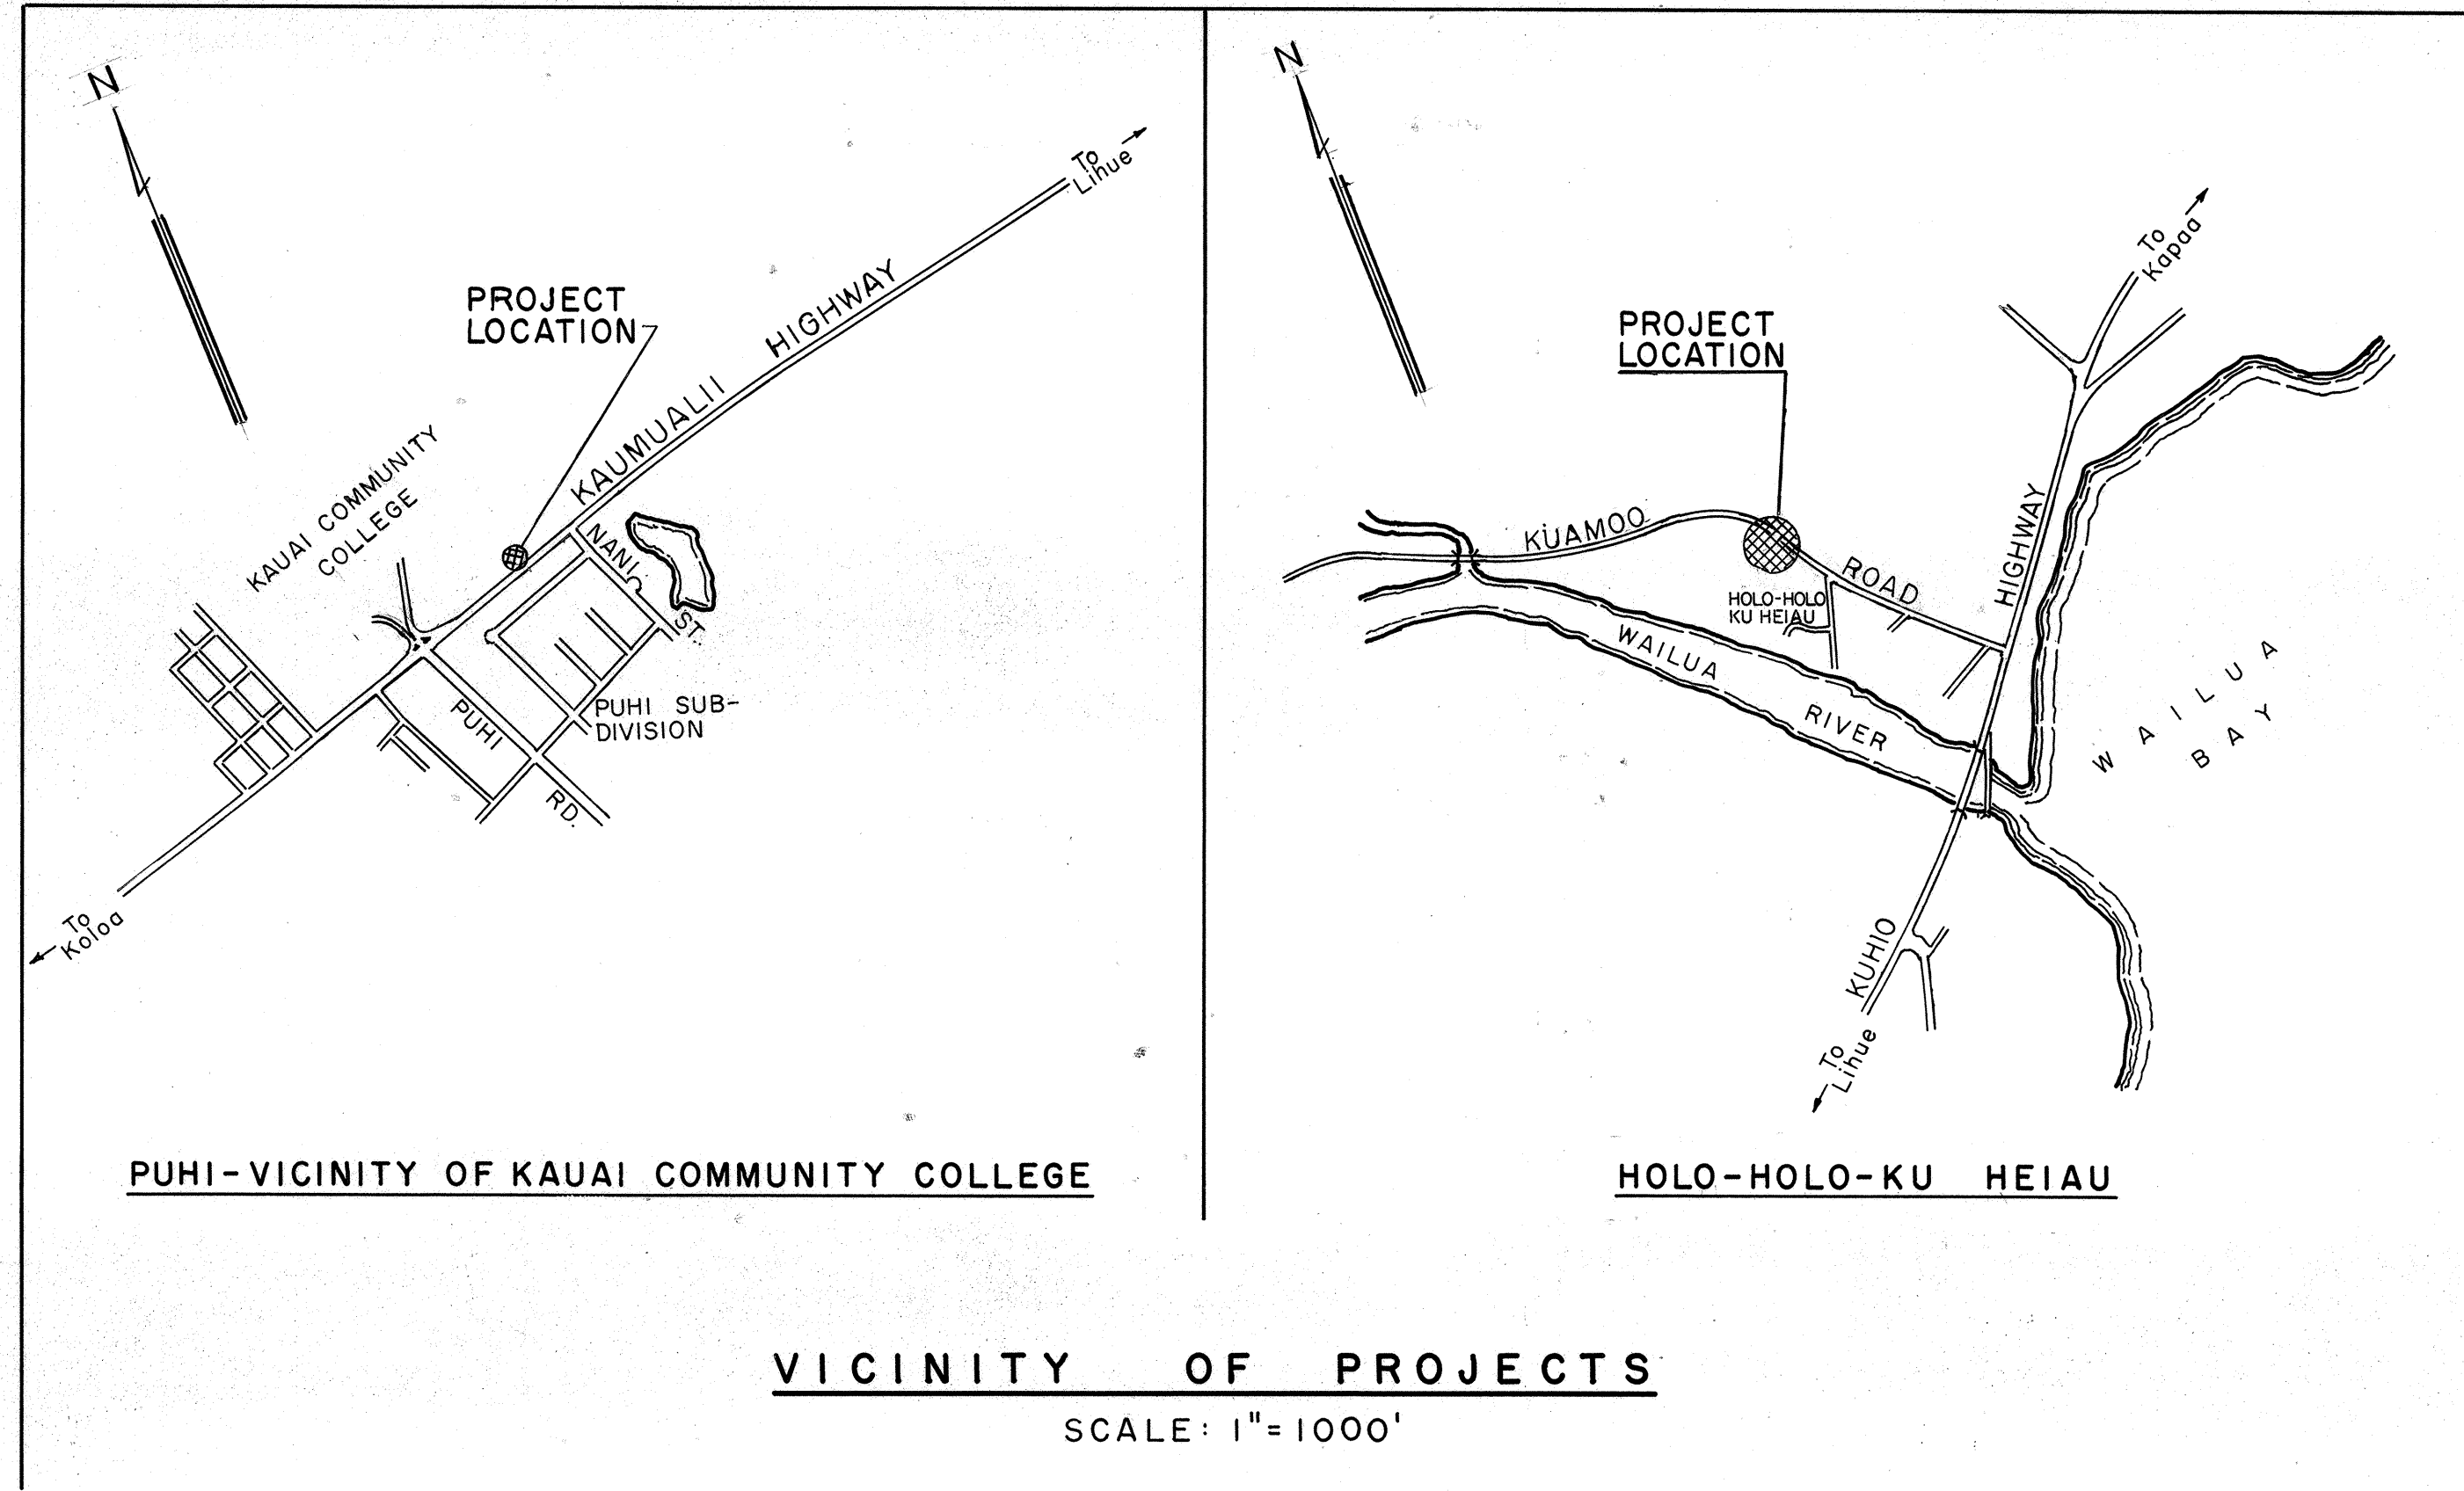 N
To
Lihue
PROJECT
LOCATION
KAUMUALII HIGHWAY
KAUAI COMMUNITY
COLLEGE
NANI ST.
PUHI SUB-
DIVISION
PUHI RD.
To
Koloa
PUHI-VICINITY OF KAUAI COMMUNITY COLLEGE
N
To
Kapaa
PROJECT
LOCATION
KUAMOO ROAD
HOLO-HOLO
KU HEIAU
WAILUA RIVER
KUHIO HIGHWAY
WAILUA
BAY
To
Lihue
HOLO-HOLO-KU HEIAU
VICINITY OF PROJECTS
SCALE: 1"=1000'